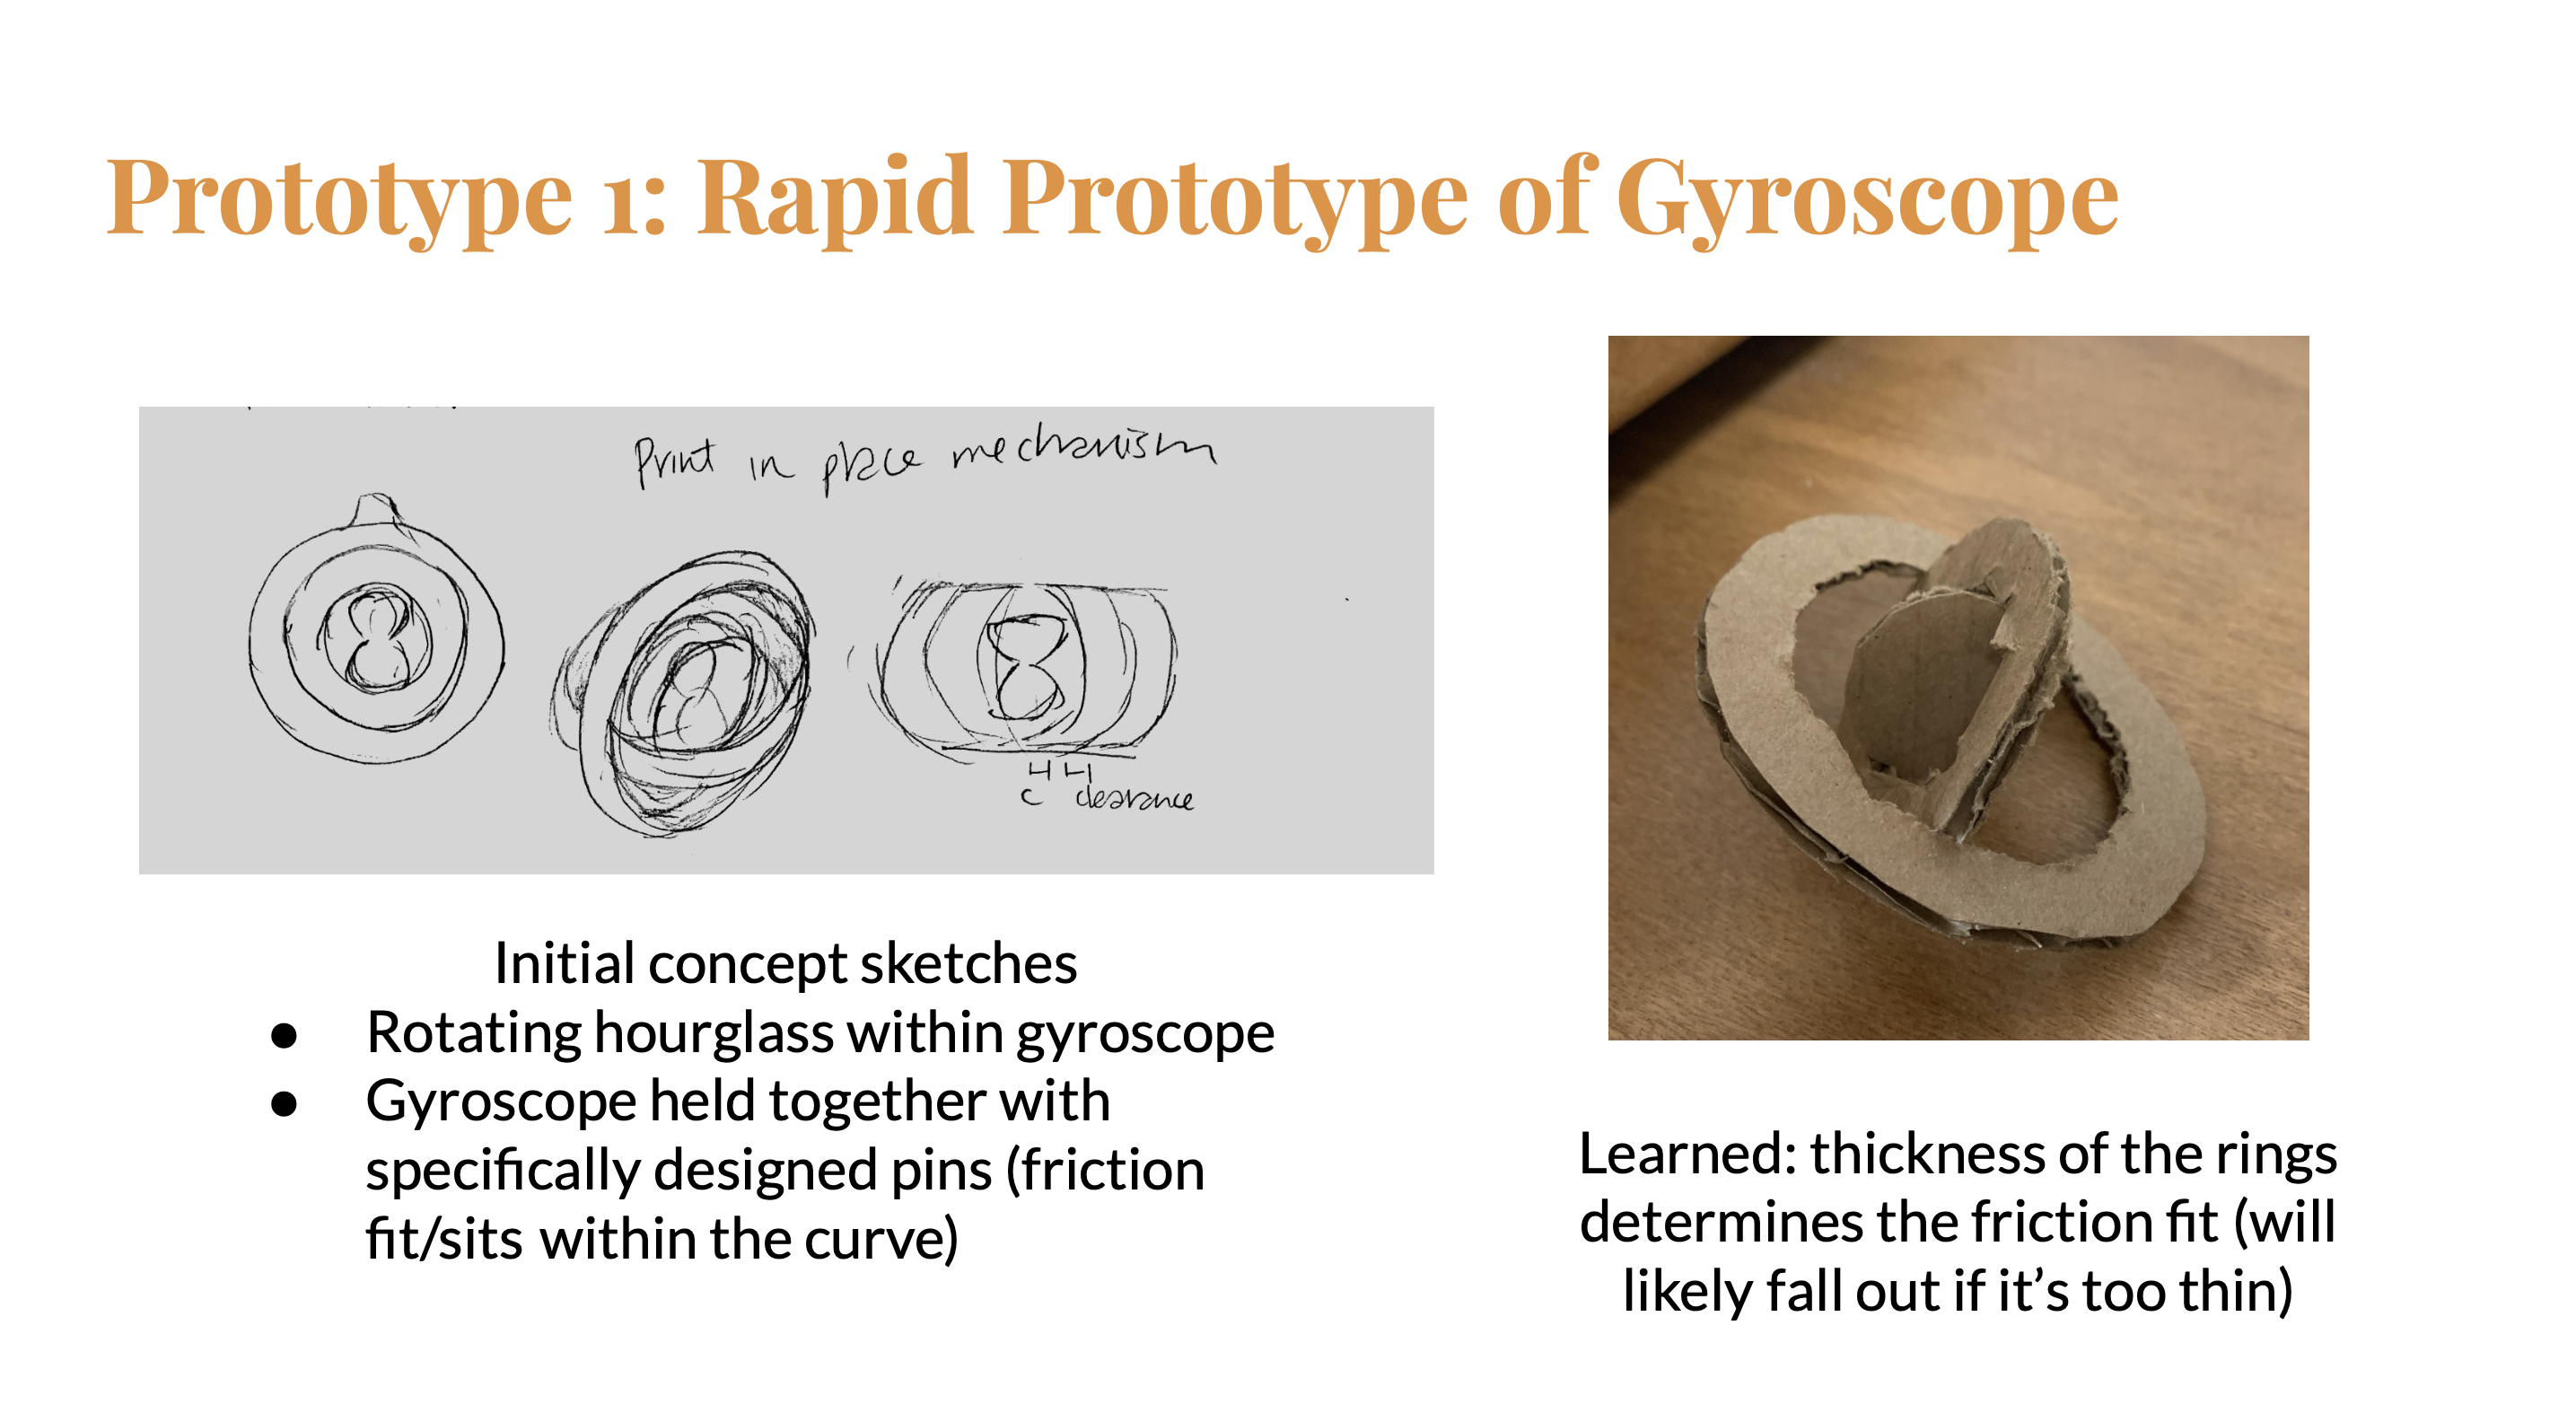 Prototype 1: Rapid Prototype of Gyroscope
Print in place mechanism
C clearance
Initial concept sketches
● Rotating hourglass within gyroscope
● Gyroscope held together with
specifically designed pins (friction
fit/sits within the curve)
Learned: thickness of the rings
determines the friction fit (will
likely fall out if it’s too thin)